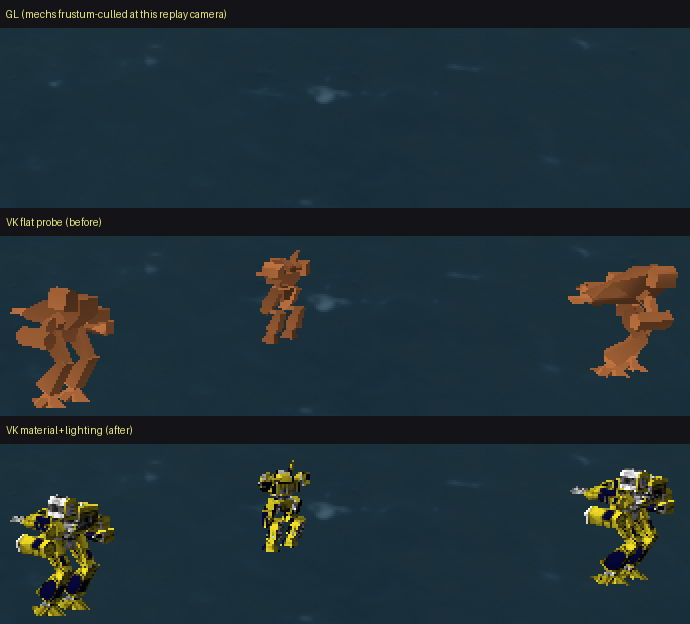 GL (mechs frustum-culled at this replay camera)
VK flat probe (before)
VK material+lighting (after)